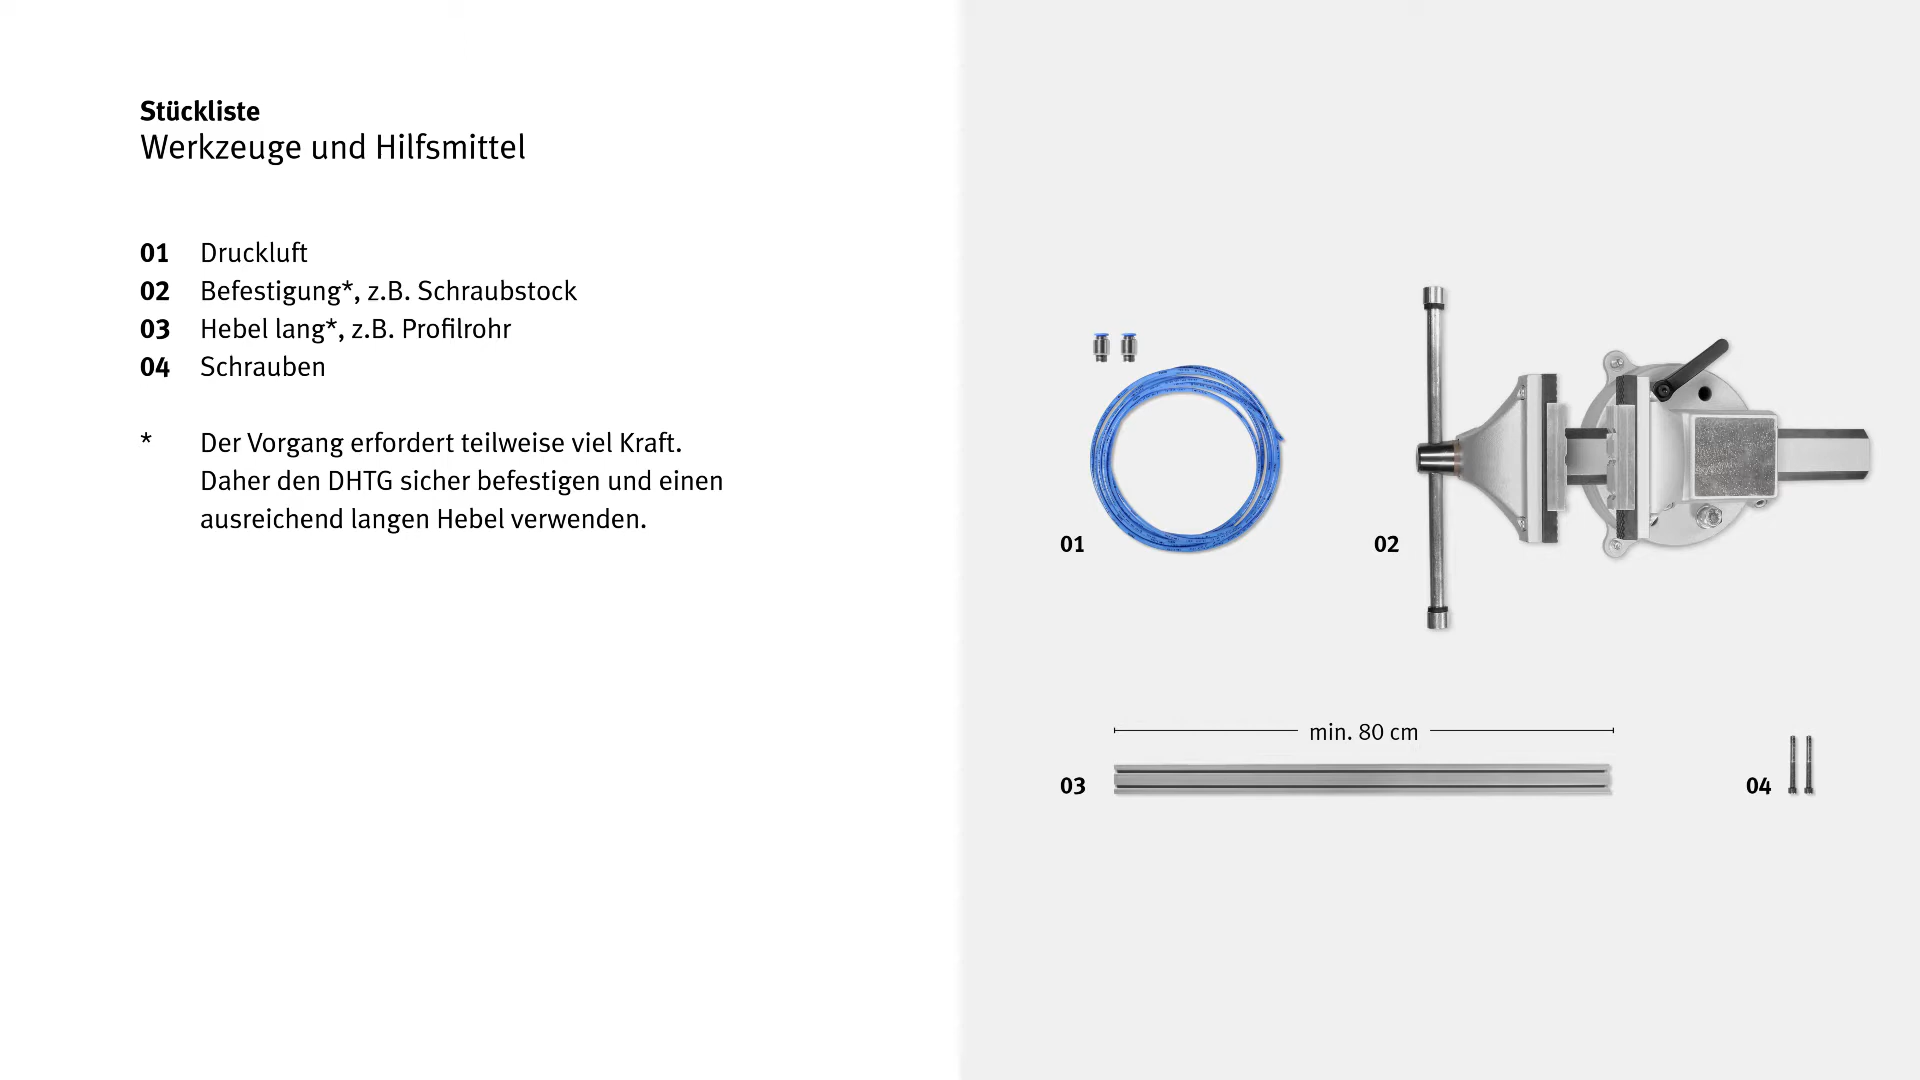 Stückliste
Werkzeuge und Hilfsmittel
01 Druckluft
02 Befestigung*, z.B. Schraubstock
03 Hebel lang*, z.B. Profilrohr
04 Schrauben
* Der Vorgang erfordert teilweise viel Kraft.
Daher den DHTG sicher befestigen und einen
ausreichend langen Hebel verwenden.
01
02
min. 80 cm
03
04